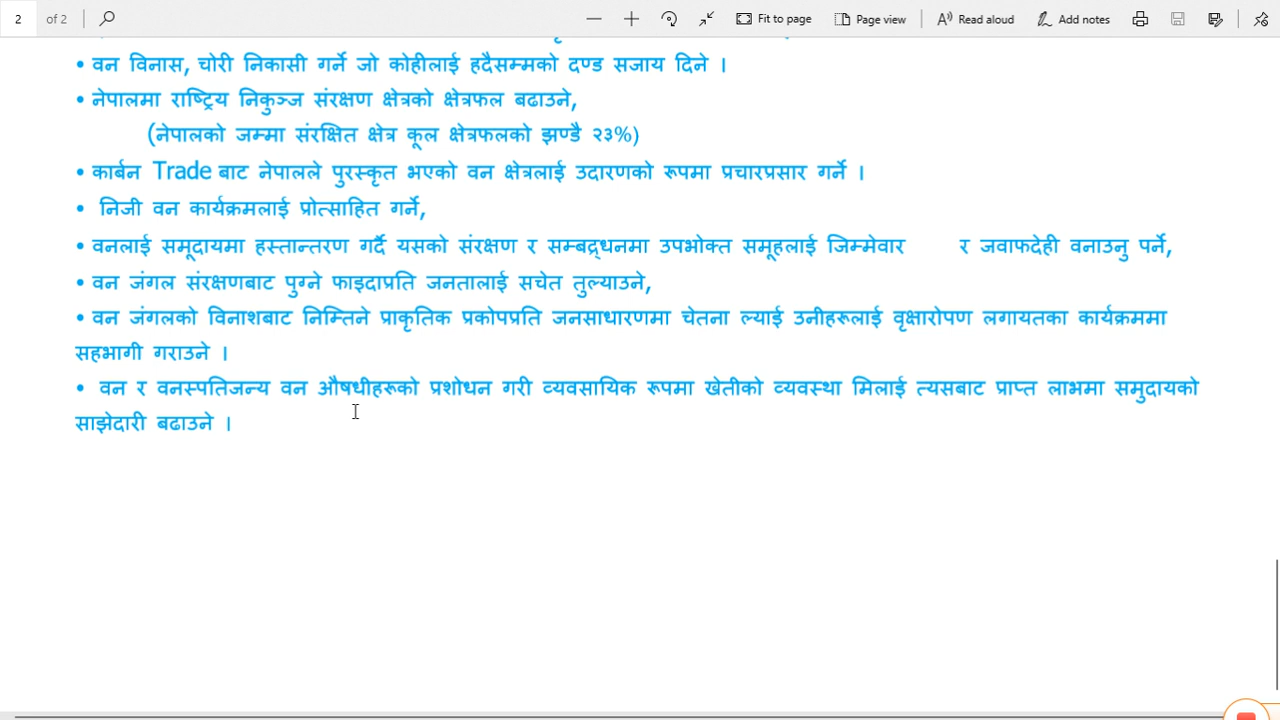 2 of 2 Fit to page Page view Read aloud Add notes
• वन विनास, चोरी निकासी गर्ने जो कोहीलाई हदैसम्मको दण्ड सजाय दिने ।
• नेपालमा राष्ट्रिय निकुञ्ज संरक्षण क्षेत्रको क्षेत्रफल बढाउने,
(नेपालको जम्मा संरक्षित क्षेत्र कूल क्षेत्रफलको झण्डै २३%)
• कार्बन Trade बाट नेपालले पुरस्कृत भएको वन क्षेत्रलाई उदारणको रूपमा प्रचारप्रसार गर्ने ।
• निजी वन कार्यक्रमलाई प्रोत्साहित गर्ने,
• वनलाई समूदायमा हस्तान्तरण गर्दै यसको संरक्षण र सम्बद्र्धनमा उपभोक्त समूहलाई जिम्मेवार र जवाफदेही वनाउनु पर्ने,
• वन जंगल संरक्षणबाट पुग्ने फाइदाप्रति जनतालाई सचेत तुल्याउने,
• वन जंगलको विनाशबाट निम्तिने प्राकृतिक प्रकोपप्रति जनसाधारणमा चेतना ल्याई उनीहरूलाई वृक्षारोपण लगायतका कार्यक्रममा
सहभागी गराउने ।
• वन र वनस्पतिजन्य वन औषधीहरूको प्रशोधन गरी व्यवसायिक रूपमा खेतीको व्यवस्था मिलाई त्यसबाट प्राप्त लाभमा समुदायको
साझेदारी बढाउने ।